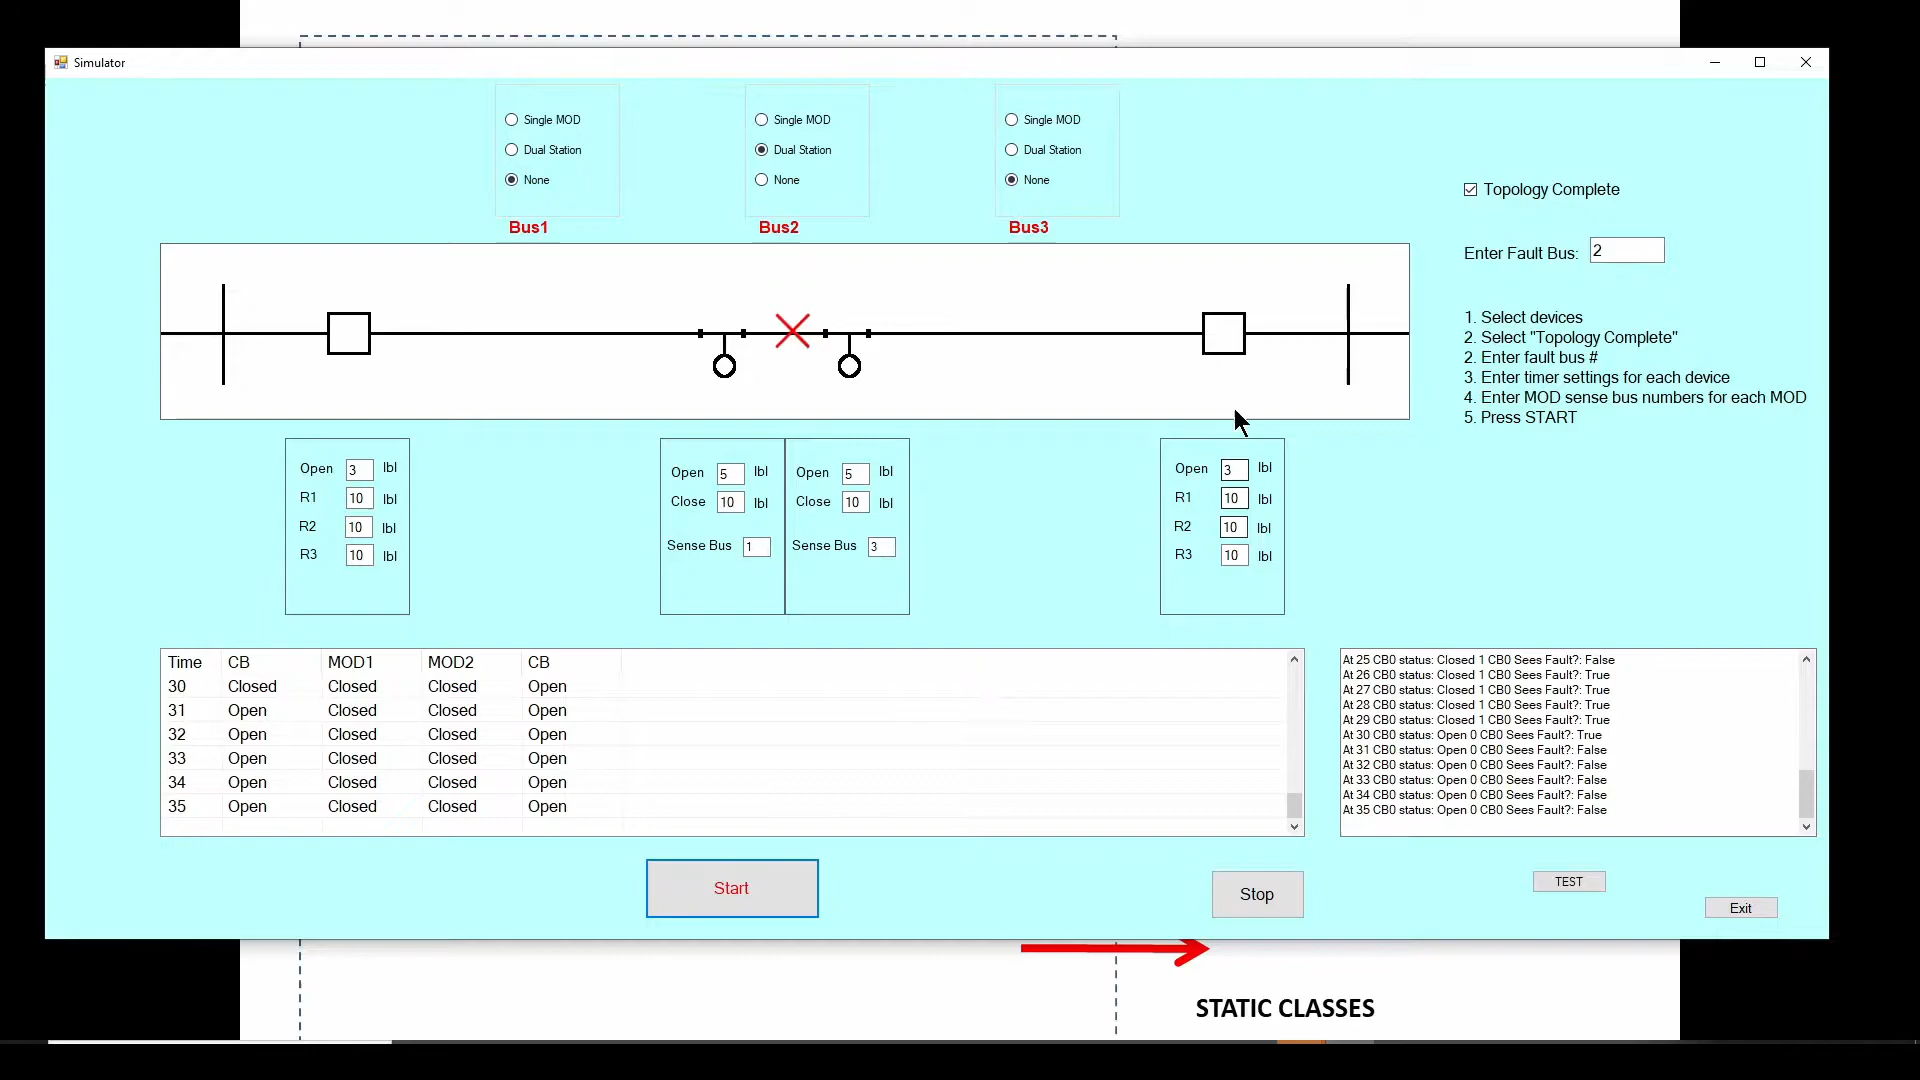 Simulator
Single MOD
Dual Station
None
Bus1
Single MOD
Dual Station
None
Bus2
Single MOD
Dual Station
None
Bus3
Topology Complete
Enter Fault Bus: 2
1. Select devices
2. Select "Topology Complete"
2. Enter fault bus #
3. Enter timer settings for each device
4. Enter MOD sense bus numbers for each MOD
5. Press START
Open 3 lbl
R1 10 lbl
R2 10 lbl
R3 10 lbl
Open 5 lbl
Close 10 lbl
Sense Bus 1
Open 5 lbl
Close 10 lbl
Sense Bus 3
Open 3 lbl
R1 10 lbl
R2 10 lbl
R3 10 lbl
Time CB MOD1 MOD2 CB
30 Closed Closed Closed Open
31 Open Closed Closed Open
32 Open Closed Closed Open
33 Open Closed Closed Open
34 Open Closed Closed Open
35 Open Closed Closed Open
At 25 CB0 status: Closed 1 CB0 Sees Fault?: False
At 26 CB0 status: Closed 1 CB0 Sees Fault?: True
At 27 CB0 status: Closed 1 CB0 Sees Fault?: True
At 28 CB0 status: Closed 1 CB0 Sees Fault?: True
At 29 CB0 status: Closed 1 CB0 Sees Fault?: True
At 30 CB0 status: Open 0 CB0 Sees Fault?: True
At 31 CB0 status: Open 0 CB0 Sees Fault?: False
At 32 CB0 status: Open 0 CB0 Sees Fault?: False
At 33 CB0 status: Open 0 CB0 Sees Fault?: False
At 34 CB0 status: Open 0 CB0 Sees Fault?: False
At 35 CB0 status: Open 0 CB0 Sees Fault?: False
Start
Stop
TEST
Exit
STATIC CLASSES